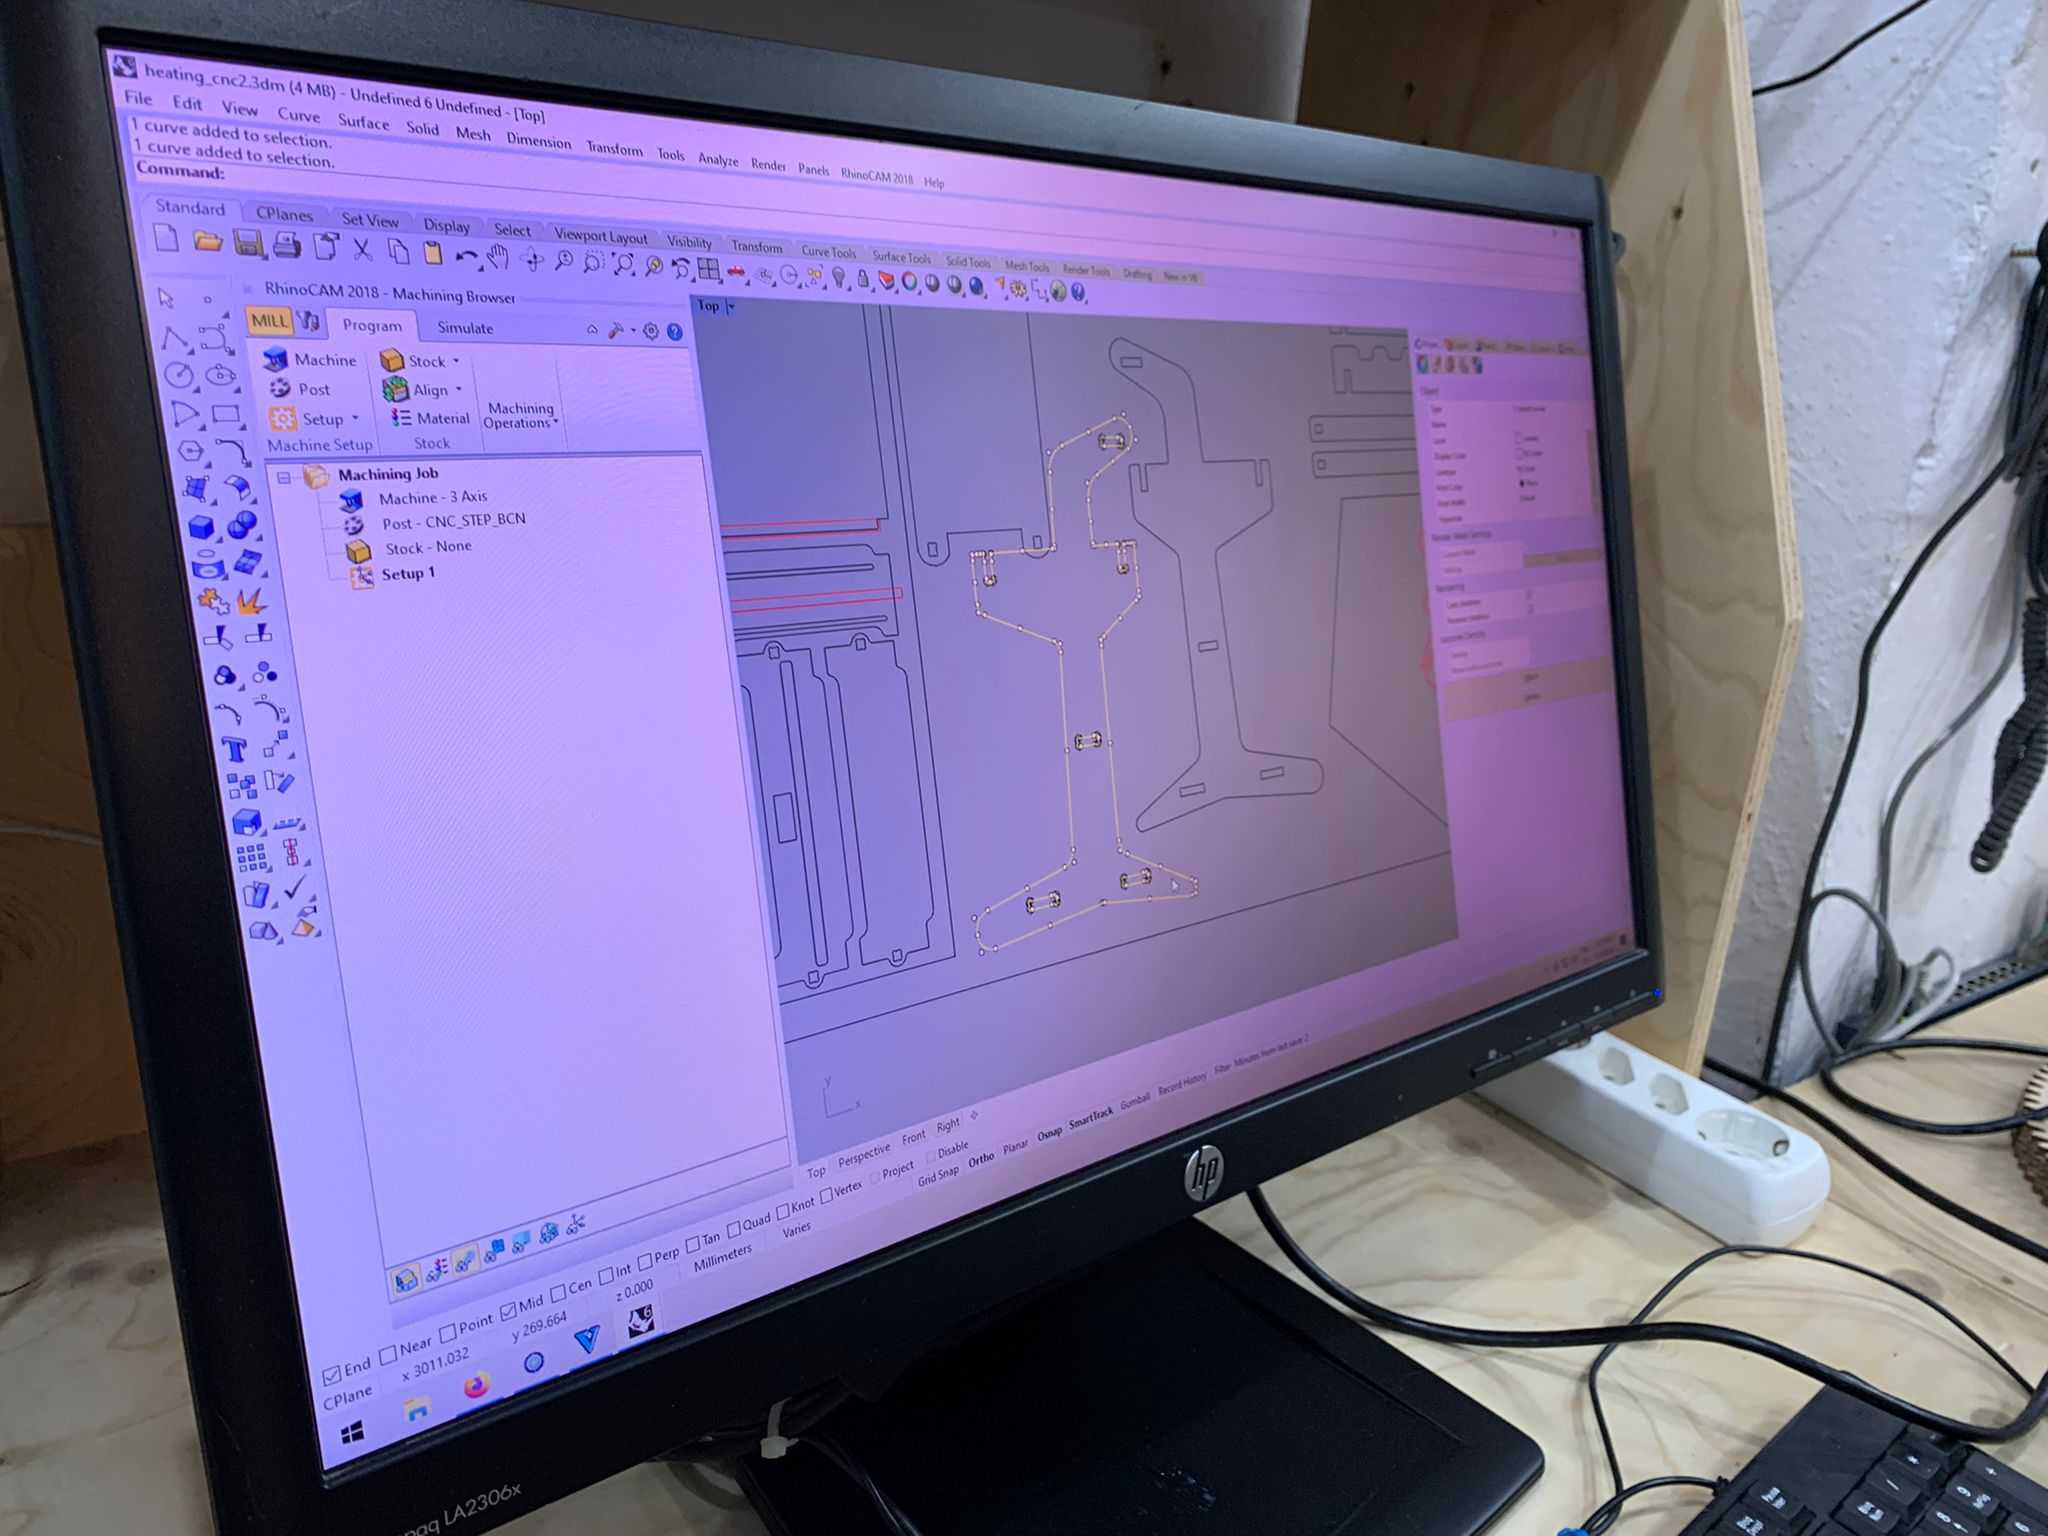 heating_cnc2.3dm (4 MB) - Undefined 6 Undefined - [Top]
File Edit View Curve Surface Solid Mesh Dimension Transform Tools Analyze Render Panels RhinoCAM 2018 Help
1 curve added to selection.
1 curve added to selection.
Command:
Standard CPlanes Set View Display Select Viewport Layout Visibility Transform Curve Tools Surface Tools Solid Tools Mesh Tools Render Tools Drafting New in V6
RhinoCAM 2018 - Machining Browser
MILL Program Simulate
Machine Stock
Post Align
Setup Material
Machining Operations
Machine Setup Stock
Machining Job
Machine - 3 Axis
Post - CNC_STEP_BCN
Stock - None
Setup 1
Top
y
x
Top Perspective Front Right
End Near Point Mid Cen Int Perp Tan Quad Knot Vertex Project Disable
CPlane x 3011.032 y 269.664 z 0.000 Millimeters Varies Grid Snap Ortho Planar Osnap SmartTrack Gumball Record History Filter Minutes from last save: 2
6
hp
LA2306x